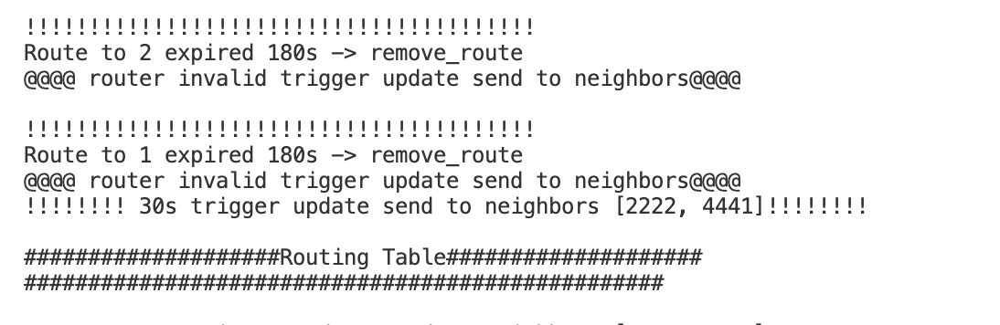 !!!!!!!!!!!!!!!!!!!!!!!!!!!!!!!!!!!!!!!!
Route to 2 expired 180s -> remove_route
@@@@ router invalid trigger update send to neighbors@@@@
!!!!!!!!!!!!!!!!!!!!!!!!!!!!!!!!!!!!!!!!
Route to 1 expired 180s -> remove_route
@@@@ router invalid trigger update send to neighbors@@@@
!!!!!!!! 30s trigger update send to neighbors [2222, 4441]!!!!!!!!
####################Routing Table####################
##################################################